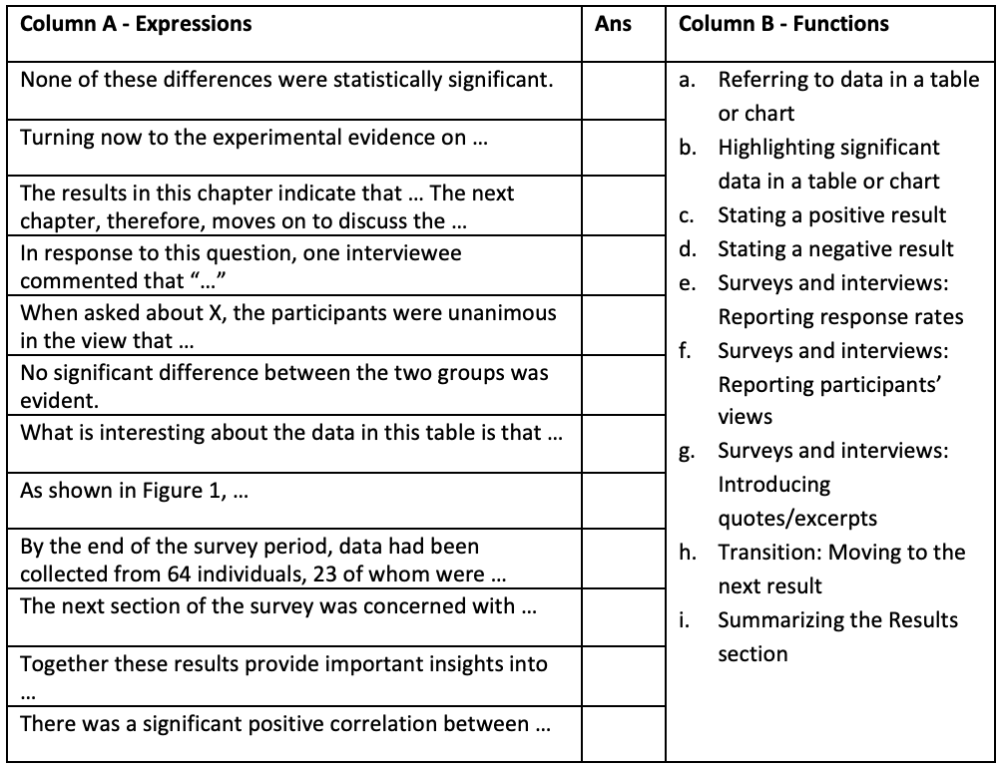 Column A - Expressions
Ans
Column B - Functions
None of these differences were statistically significant.
Turning now to the experimental evidence on ...
The results in this chapter indicate that ... The next
chapter, therefore, moves on to discuss the ...
In response to this question, one interviewee
commented that “...”
When asked about X, the participants were unanimous
in the view that ...
No significant difference between the two groups was
evident.
What is interesting about the data in this table is that ...
As shown in Figure 1, ...
By the end of the survey period, data had been
collected from 64 individuals, 23 of whom were ...
The next section of the survey was concerned with ...
Together these results provide important insights into
...
There was a significant positive correlation between ...
a. Referring to data in a table
or chart
b. Highlighting significant
data in a table or chart
c. Stating a positive result
d. Stating a negative result
e. Surveys and interviews:
Reporting response rates
f. Surveys and interviews:
Reporting participants’
views
g. Surveys and interviews:
Introducing
quotes/excerpts
h. Transition: Moving to the
next result
i. Summarizing the Results
section